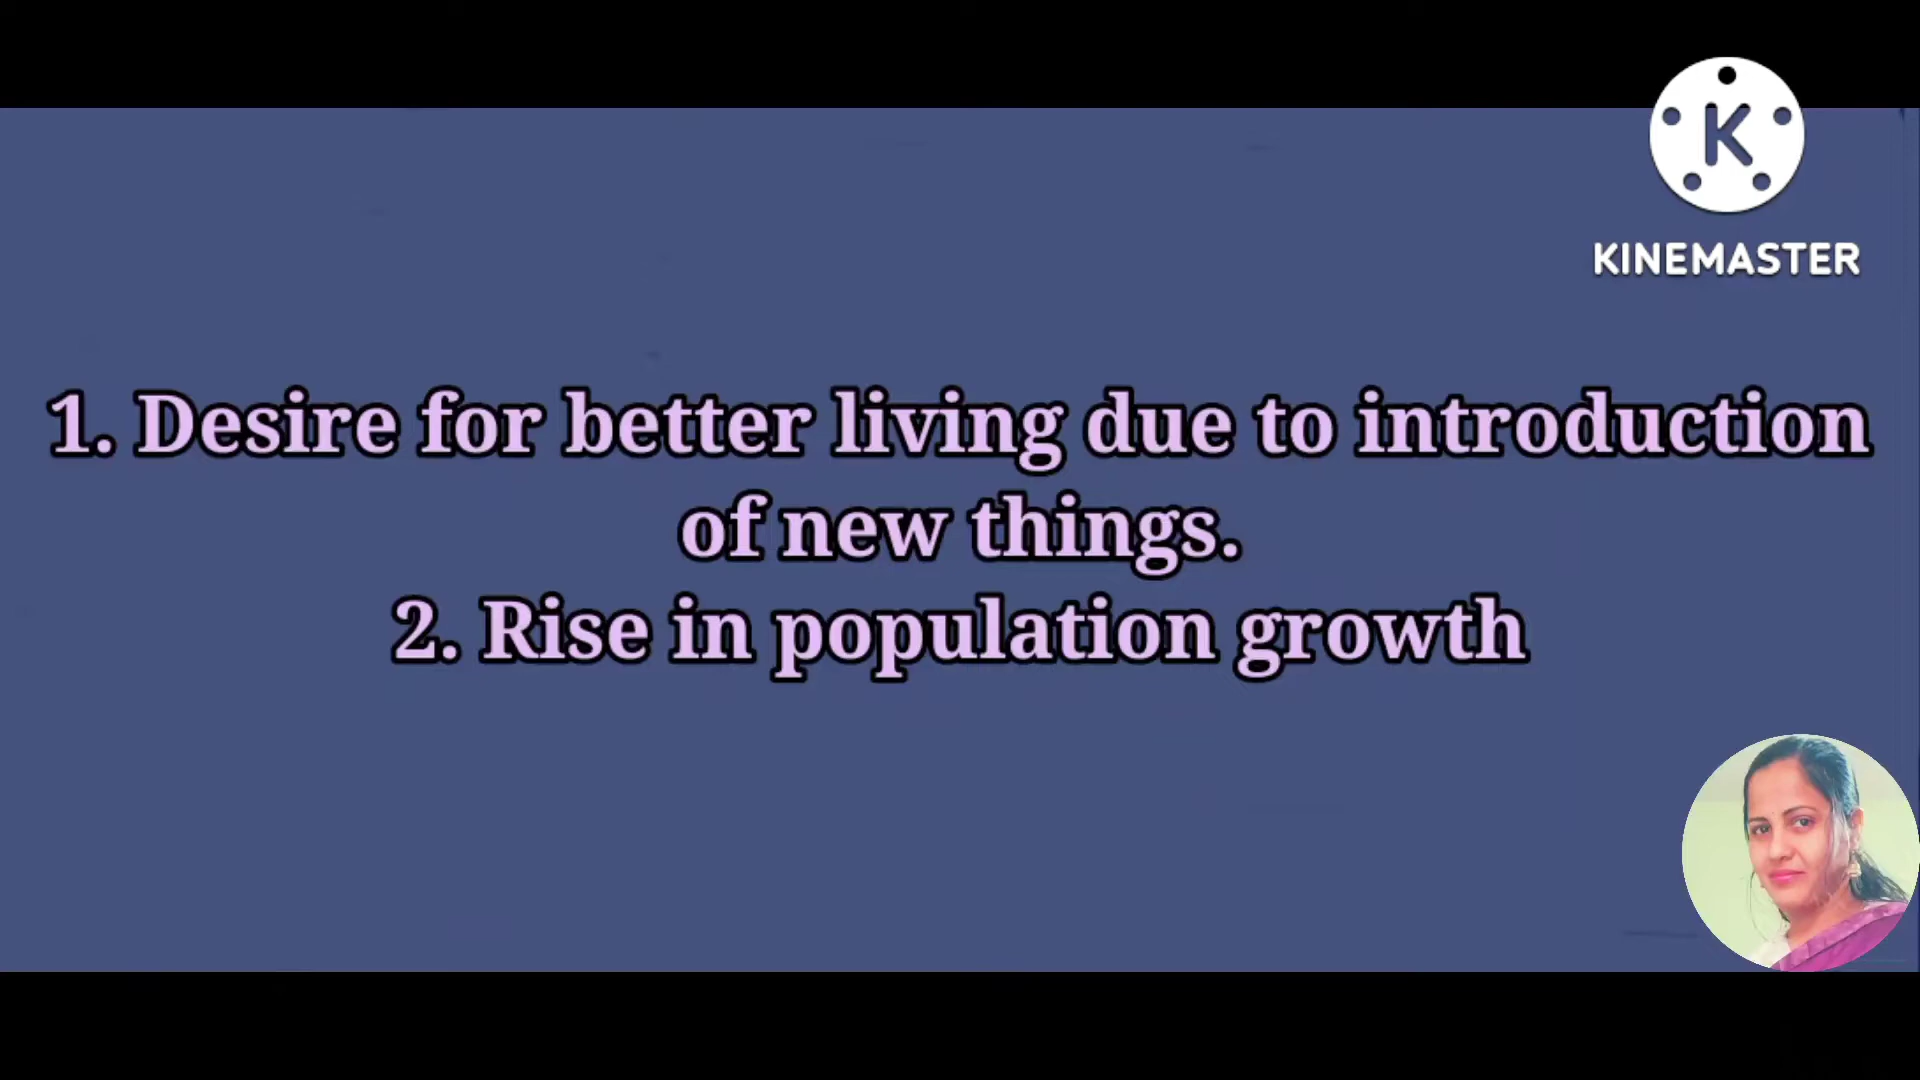 K
KINEMASTER
1. Desire for better living due to introduction
of new things.
2. Rise in population growth